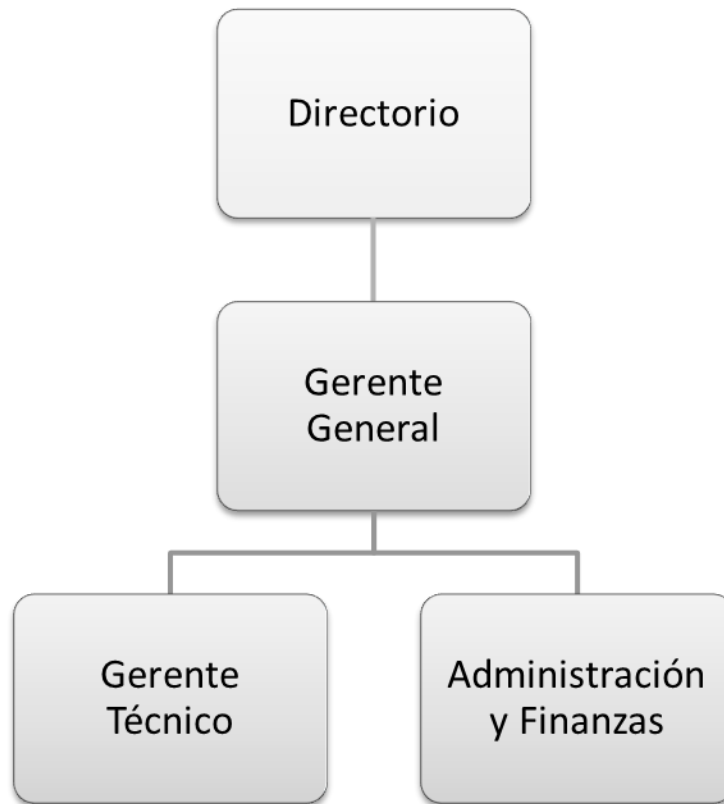 Directorio
Gerente
General
Gerente
Técnico
Administración
y Finanzas